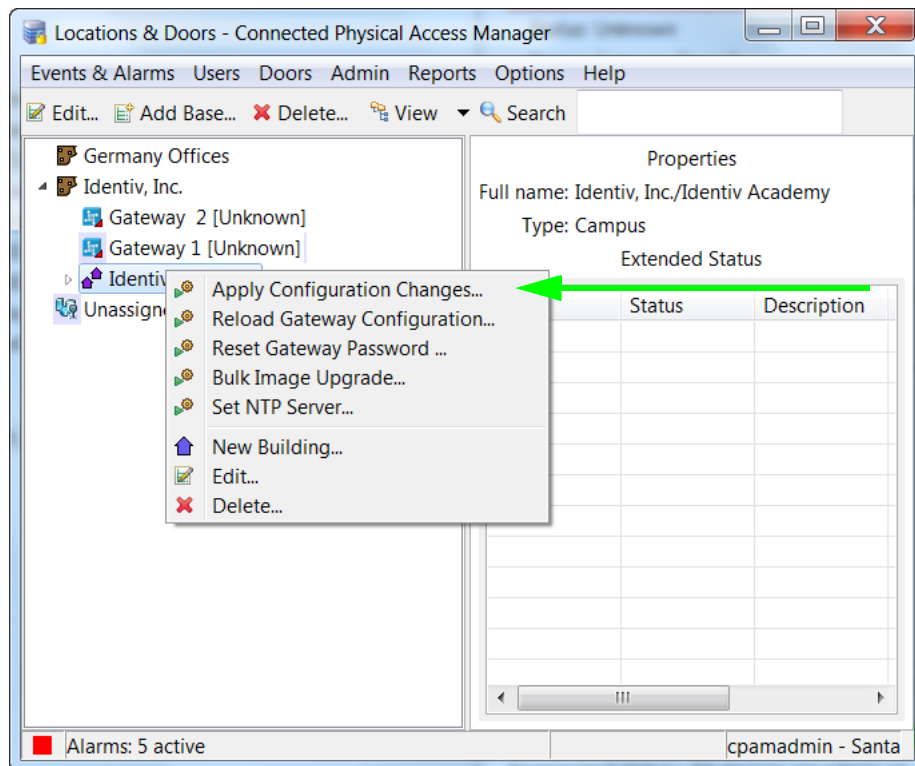 Locations & Doors - Connected Physical Access Manager
Events & Alarms Users Doors Admin Reports Options Help
Edit... Add Base... Delete... View Search
Germany Offices
Identiv, Inc.
Gateway 2 [Unknown]
Gateway 1 [Unknown]
Identiv
Unassign
Apply Configuration Changes...
Reload Gateway Configuration...
Reset Gateway Password ...
Bulk Image Upgrade...
Set NTP Server...
New Building...
Edit...
Delete...
Properties
Full name: Identiv, Inc./Identiv Academy
Type: Campus
Extended Status
Status Description
Alarms: 5 active
cpamadmin - Santa